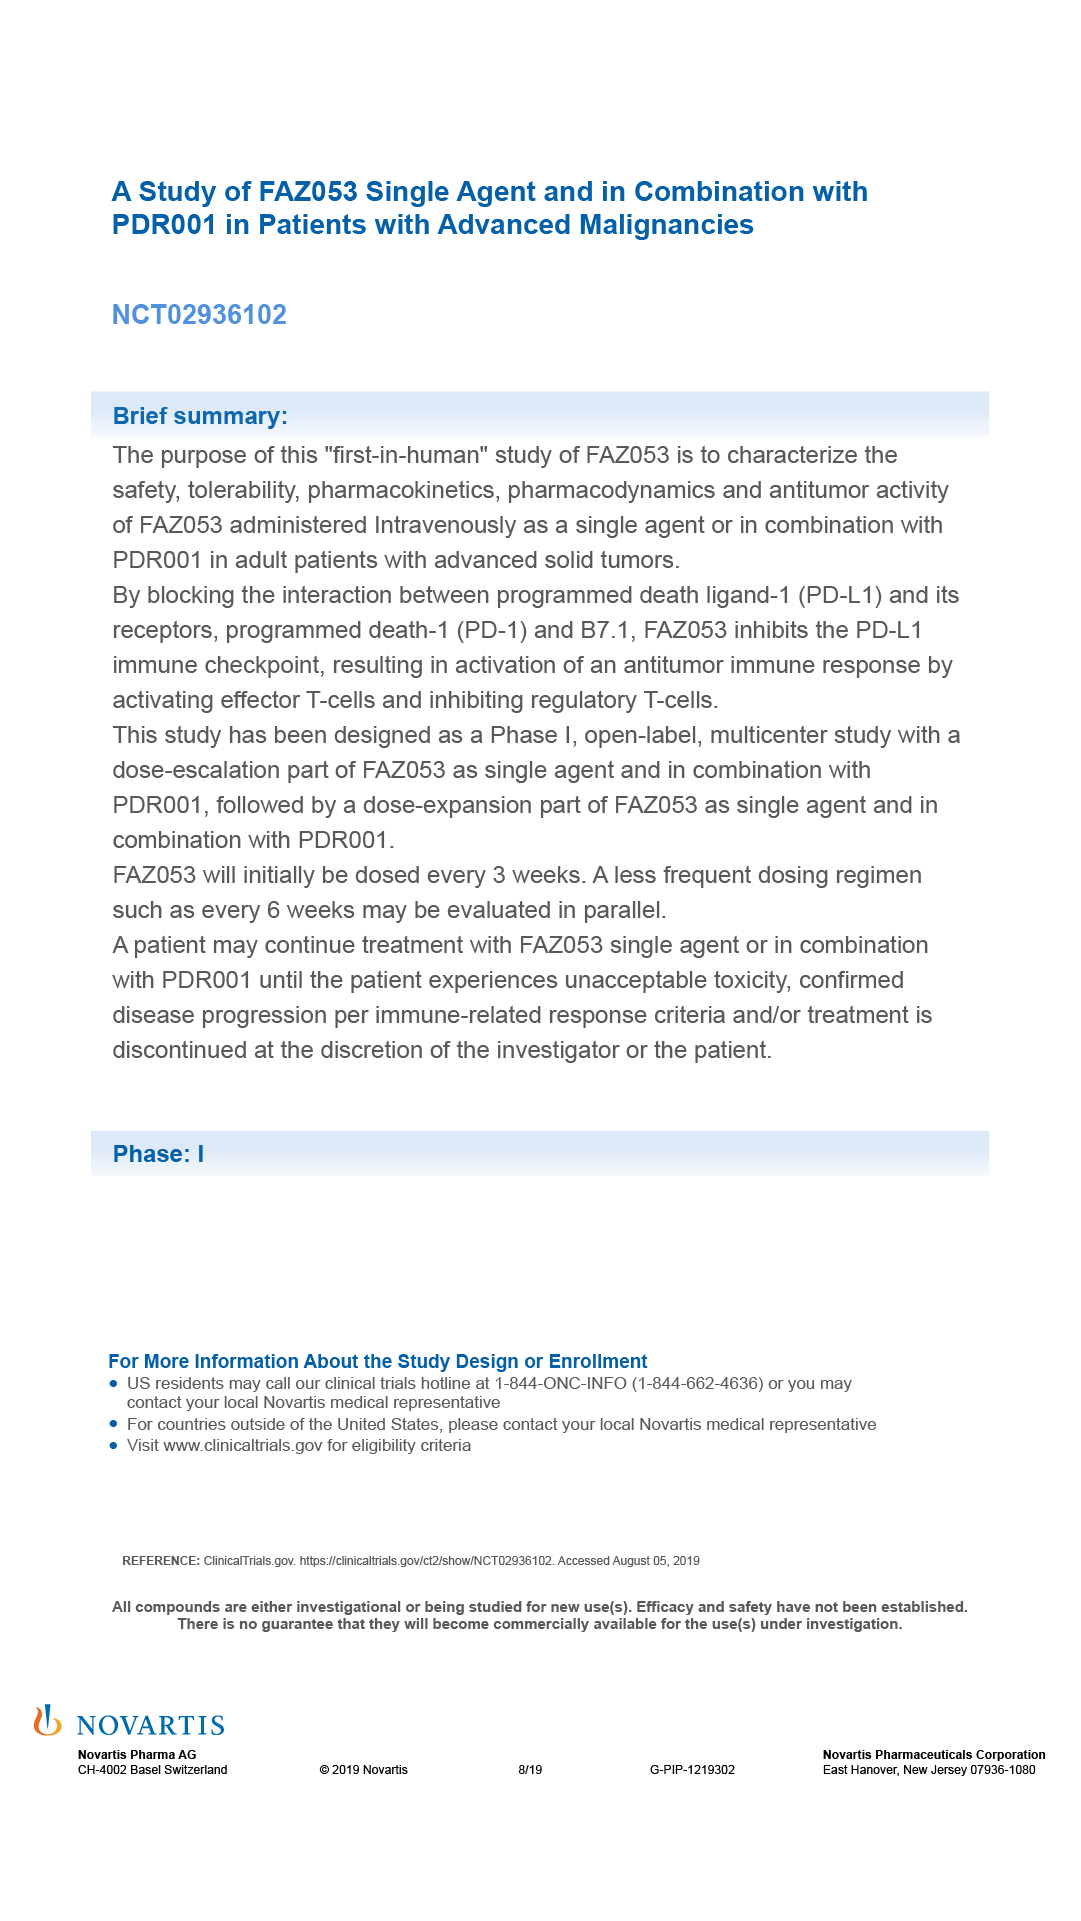 A Study of FAZ053 Single Agent and in Combination with
PDR001 in Patients with Advanced Malignancies
NCT02936102
Brief summary:
The purpose of this "first-in-human" study of FAZ053 is to characterize the
safety, tolerability, pharmacokinetics, pharmacodynamics and antitumor activity
of FAZ053 administered Intravenously as a single agent or in combination with
PDR001 in adult patients with advanced solid tumors.
By blocking the interaction between programmed death ligand-1 (PD-L1) and its
receptors, programmed death-1 (PD-1) and B7.1, FAZ053 inhibits the PD-L1
immune checkpoint, resulting in activation of an antitumor immune response by
activating effector T-cells and inhibiting regulatory T-cells.
This study has been designed as a Phase I, open-label, multicenter study with a
dose-escalation part of FAZ053 as single agent and in combination with
PDR001, followed by a dose-expansion part of FAZ053 as single agent and in
combination with PDR001.
FAZ053 will initially be dosed every 3 weeks. A less frequent dosing regimen
such as every 6 weeks may be evaluated in parallel.
A patient may continue treatment with FAZ053 single agent or in combination
with PDR001 until the patient experiences unacceptable toxicity, confirmed
disease progression per immune-related response criteria and/or treatment is
discontinued at the discretion of the investigator or the patient.
Phase: I
For More Information About the Study Design or Enrollment
• US residents may call our clinical trials hotline at 1-844-ONC-INFO (1-844-662-4636) or you may
contact your local Novartis medical representative
• For countries outside of the United States, please contact your local Novartis medical representative
• Visit www.clinicaltrials.gov for eligibility criteria
REFERENCE: ClinicalTrials.gov. https://clinicaltrials.gov/ct2/show/NCT02936102. Accessed August 05, 2019
All compounds are either investigational or being studied for new use(s). Efficacy and safety have not been established.
There is no guarantee that they will become commercially available for the use(s) under investigation.
NOVARTIS
Novartis Pharma AG
CH-4002 Basel Switzerland
© 2019 Novartis
8/19
G-PIP-1219302
Novartis Pharmaceuticals Corporation
East Hanover, New Jersey 07936-1080